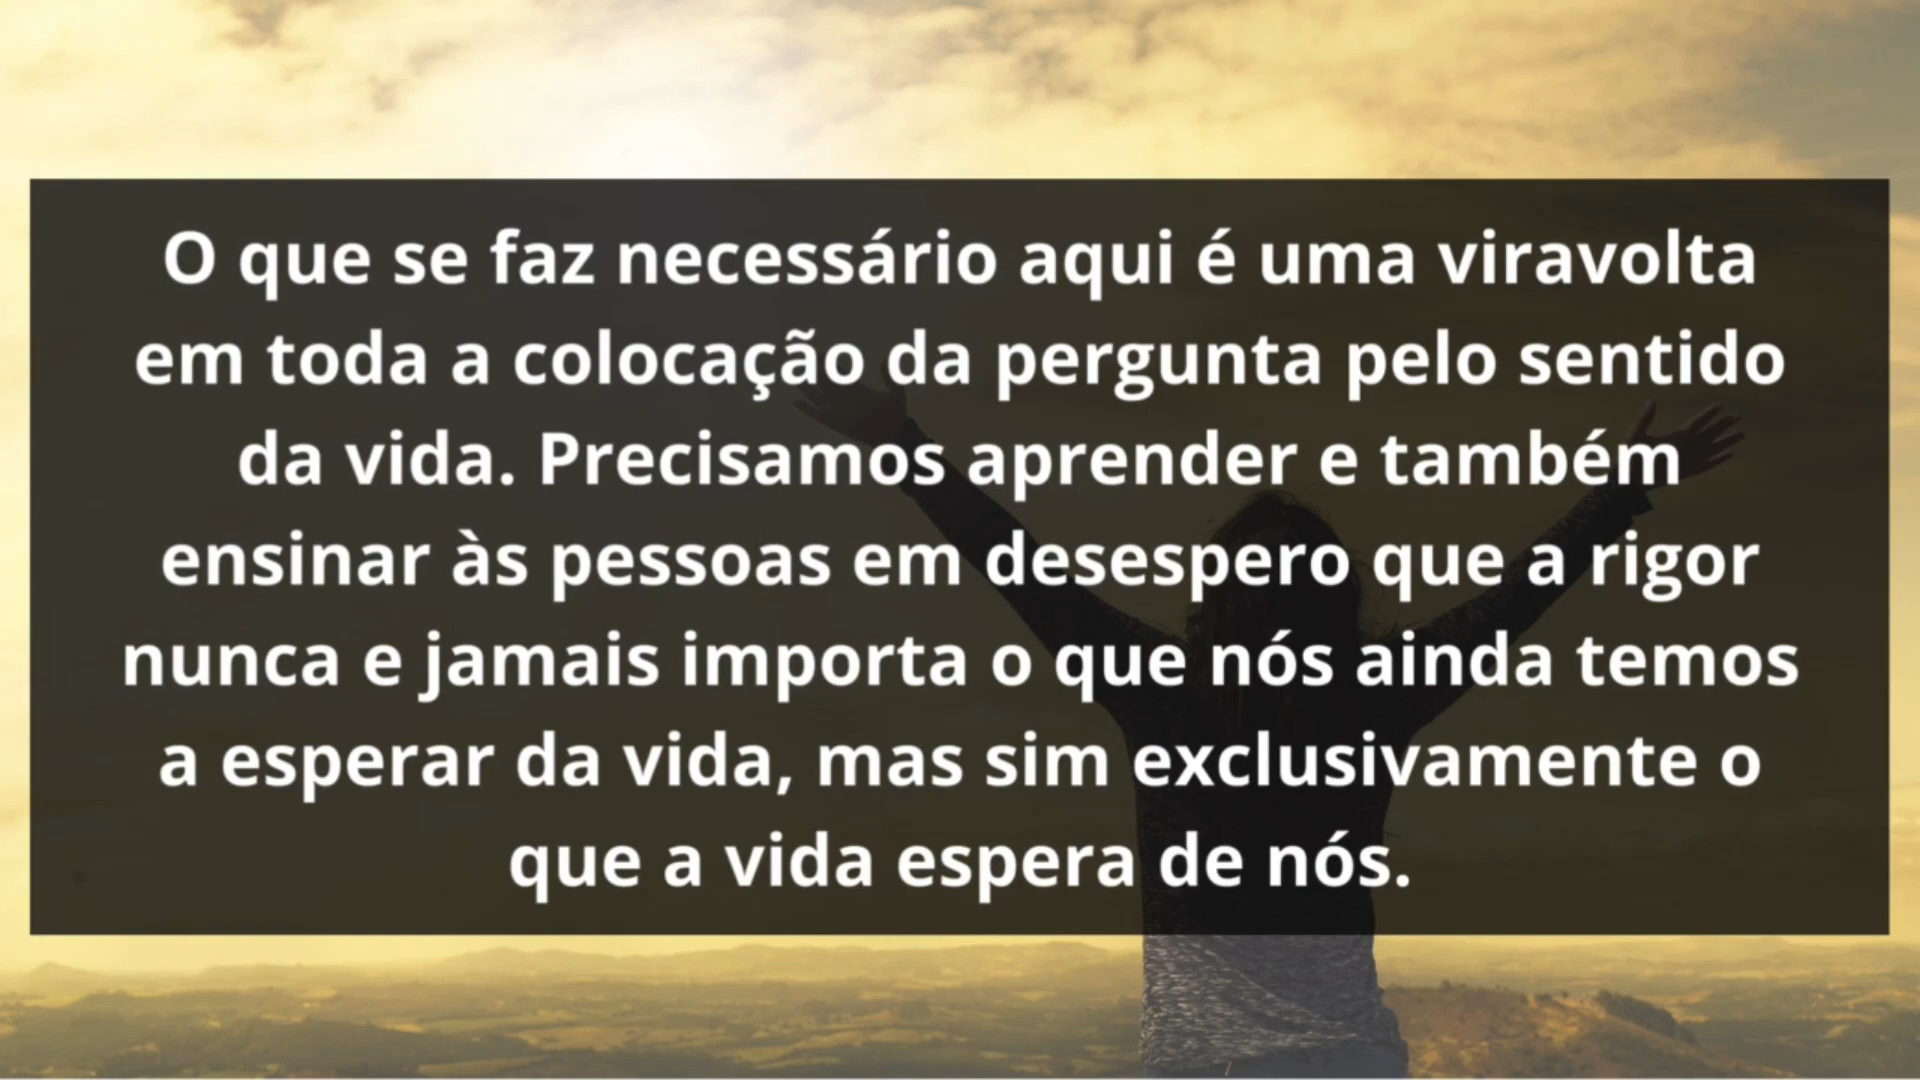 O que se faz necessário aqui é uma viravolta
em toda a colocação da pergunta pelo sentido
da vida. Precisamos aprender e também
ensinar às pessoas em desespero que a rigor
nunca e jamais importa o que nós ainda temos
a esperar da vida, mas sim exclusivamente o
que a vida espera de nós.